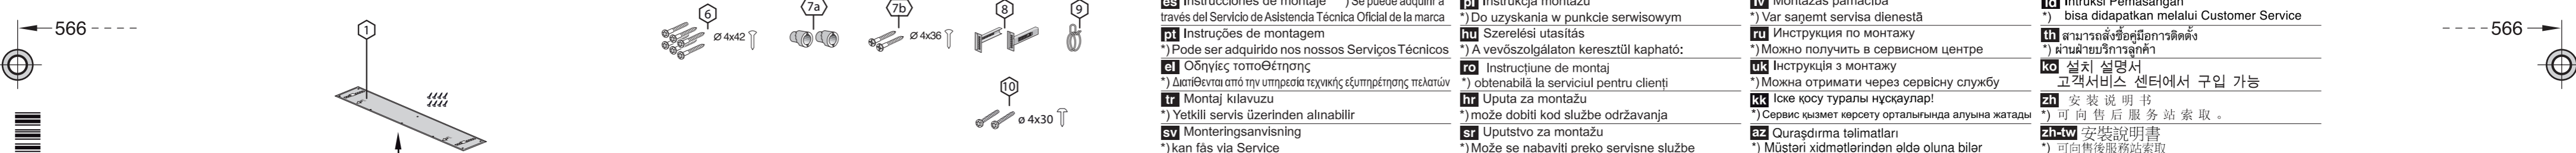 566
1
6
Ø 4x42
7a
7b
Ø 4x36
8
9
10
ø 4x30
es Instrucciones de montaje *) Se puede adquirir a
través del Servicio de Asistencia Técnica Oficial de la marca
pt Instruções de montagem
*) Pode ser adquirido nos nossos Serviços Técnicos
el Οδηγίες τοποθέτησης
*) Διατίθενται από την υπηρεσία τεχνικής εξυπηρέτησης πελατών
tr Montaj kılavuzu
*) Yetkili servis üzerinden alınabilir
sv Monteringsanvisning
*) kan fås via Service
pl Instrukcja montażu
*) Do uzyskania w punkcie serwisowym
hu Szerelési utasítás
*) A vevőszolgálaton keresztül kapható:
ro Instrucţiune de montaj
*) obtenabilă la serviciul pentru clienţi
hr Uputa za montažu
*) može dobiti kod službe održavanja
sr Uputstvo za montažu
*) Može se nabaviti preko servisne službe
lv Montāžas pamācība
*) Var saņemt servisa dienestā
ru Инструкция по монтажу
*) Можно получить в сервисном центре
uk Інструкція з монтажу
*) Можна отримати через сервісну службу
kk Іске қосу туралы нұсқаулар!
*) Сервис қызмет көрсету орталығында алуына жатады
az Quraşdırma təlimatları
*) Müştəri xidmətlərindən əldə oluna bilər
id Intruksi Pemasangan
*) bisa didapatkan melalui Customer Service
th สามารถสั่งซื้อคู่มือการติดตั้ง
*) ผ่านฝ่ายบริการลูกค้า
ko 설치 설명서
고객서비스 센터에서 구입 가능
zh 安 装 说 明 书
*) 可 向 售 后 服 务 站 索 取 。
zh-tw 安裝說明書
*) 可向售後服務站索取
566